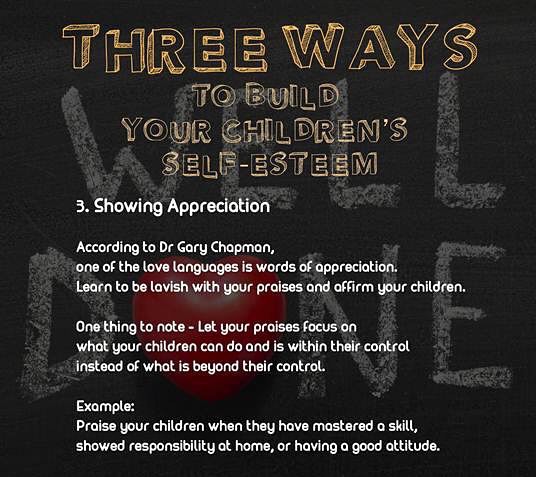 THREE WAYS
TO BUILD
YOUR CHILDREN'S
SELF-ESTEEM
WELL
DONE
3. Showing Appreciation
According to Dr Gary Chapman,
one of the love languages is words of appreciation.
Learn to be lavish with your praises and affirm your children.
One thing to note - Let your praises focus on
what your children can do and is within their control
instead of what is beyond their control.
Example:
Praise your children when they have mastered a skill,
showed responsibility at home, or having a good attitude.